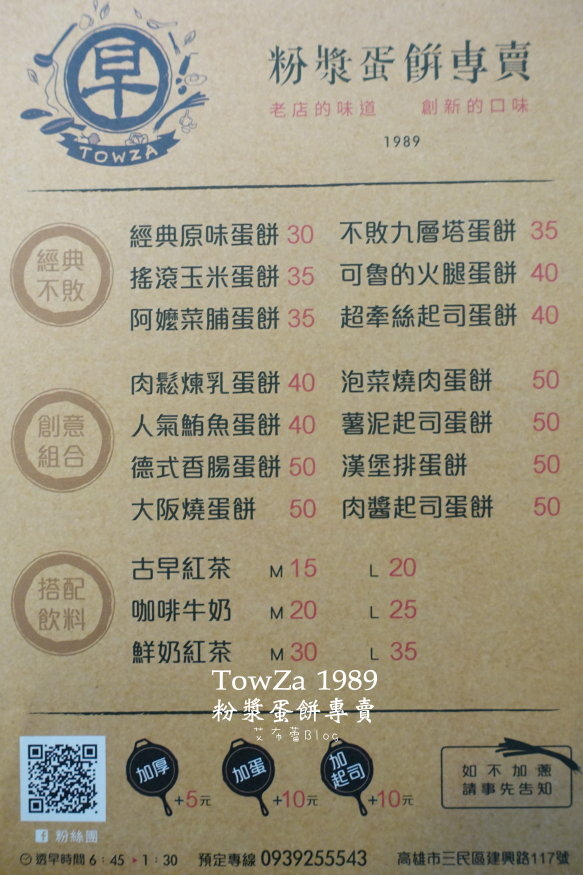 早
TOWZA
粉漿蛋餅專賣
老店的味道 創新的口味
1989
經典
不敗
經典原味蛋餅 30 不敗九層塔蛋餅 35
搖滾玉米蛋餅 35 可魯的火腿蛋餅 40
阿嬤菜脯蛋餅 35 超牽絲起司蛋餅 40
創意
組合
肉鬆煉乳蛋餅 40 泡菜燒肉蛋餅 50
人氣鮪魚蛋餅 40 薯泥起司蛋餅 50
德式香腸蛋餅 50 漢堡排蛋餅 50
大阪燒蛋餅 50 肉醬起司蛋餅 50
搭配
飲料
古早紅茶 M 15 L 20
咖啡牛奶 M 20 L 25
鮮奶紅茶 M 30 L 35
TowZa 1989
粉漿蛋餅專賣
艾布蕾Blog
加厚 +5元
加蛋 +10元
加
起司 +10元
如不加蔥
請事先告知
粉絲團
透早時間 6:45 ▸ 1:30 預定專線 0939255543 高雄市三民區建興路117號